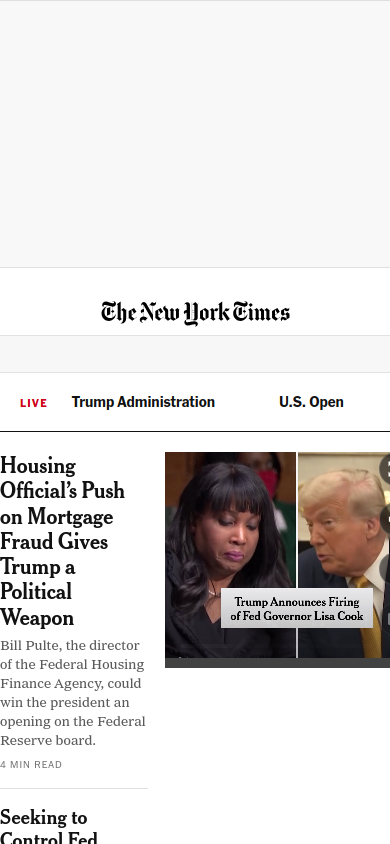 The New York Times
LIVE Trump Administration U.S. Open
Housing
Official’s Push
on Mortgage
Fraud Gives
Trump a
Political
Weapon
Bill Pulte, the director
of the Federal Housing
Finance Agency, could
win the president an
opening on the Federal
Reserve board.
4 MIN READ
Trump Announces Firing
of Fed Governor Lisa Cook
Seeking to
Control Fed